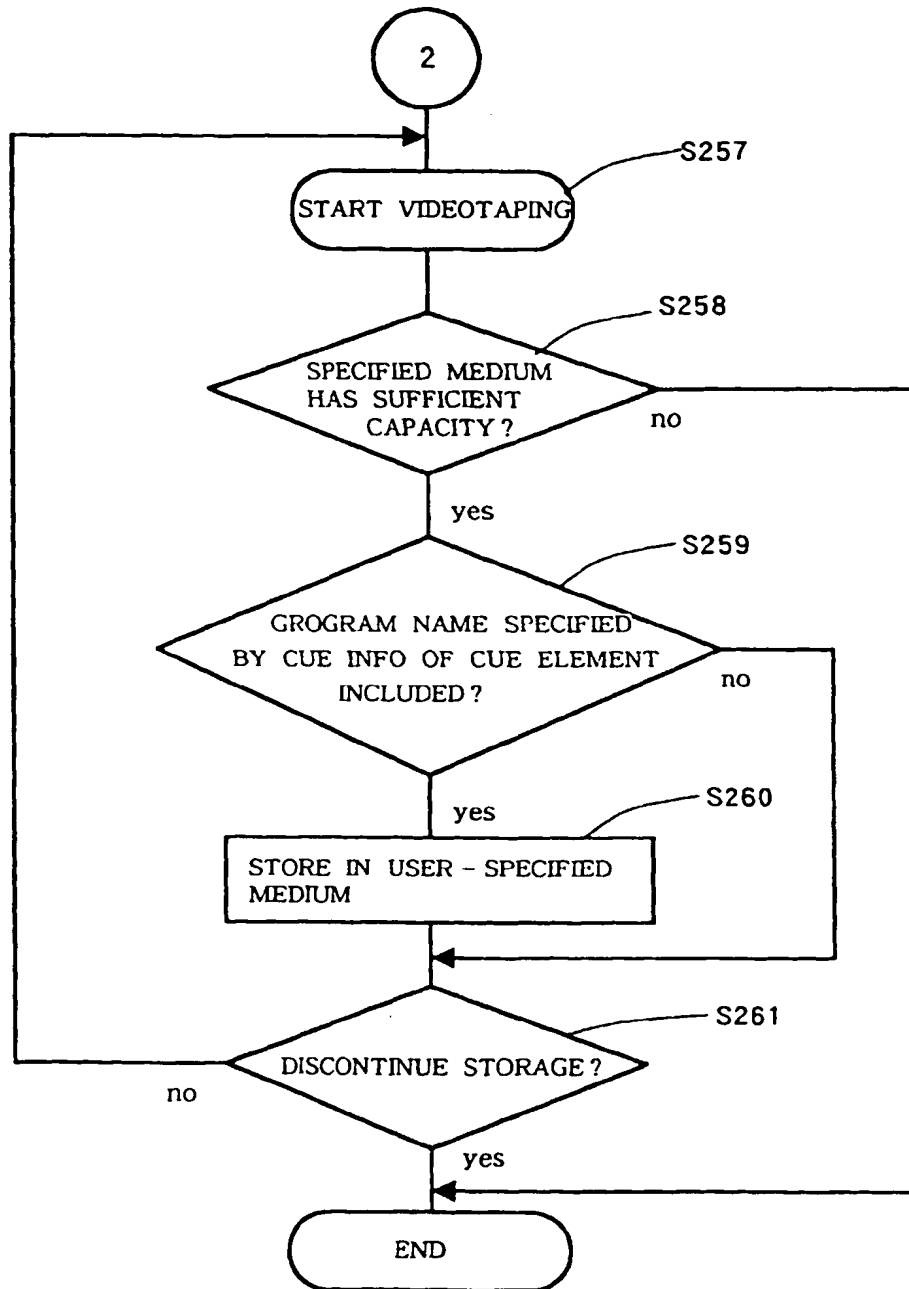 2
S257
START VIDEOTAPING
S258
SPECIFIED MEDIUM
HAS SUFFICIENT
CAPACITY?
no
yes
S259
GROGRAM NAME SPECIFIED
BY CUE INFO OF CUE ELEMENT
INCLUDED?
no
yes
S260
STORE IN USER - SPECIFIED
MEDIUM
S261
DISCONTINUE STORAGE?
no
yes
END